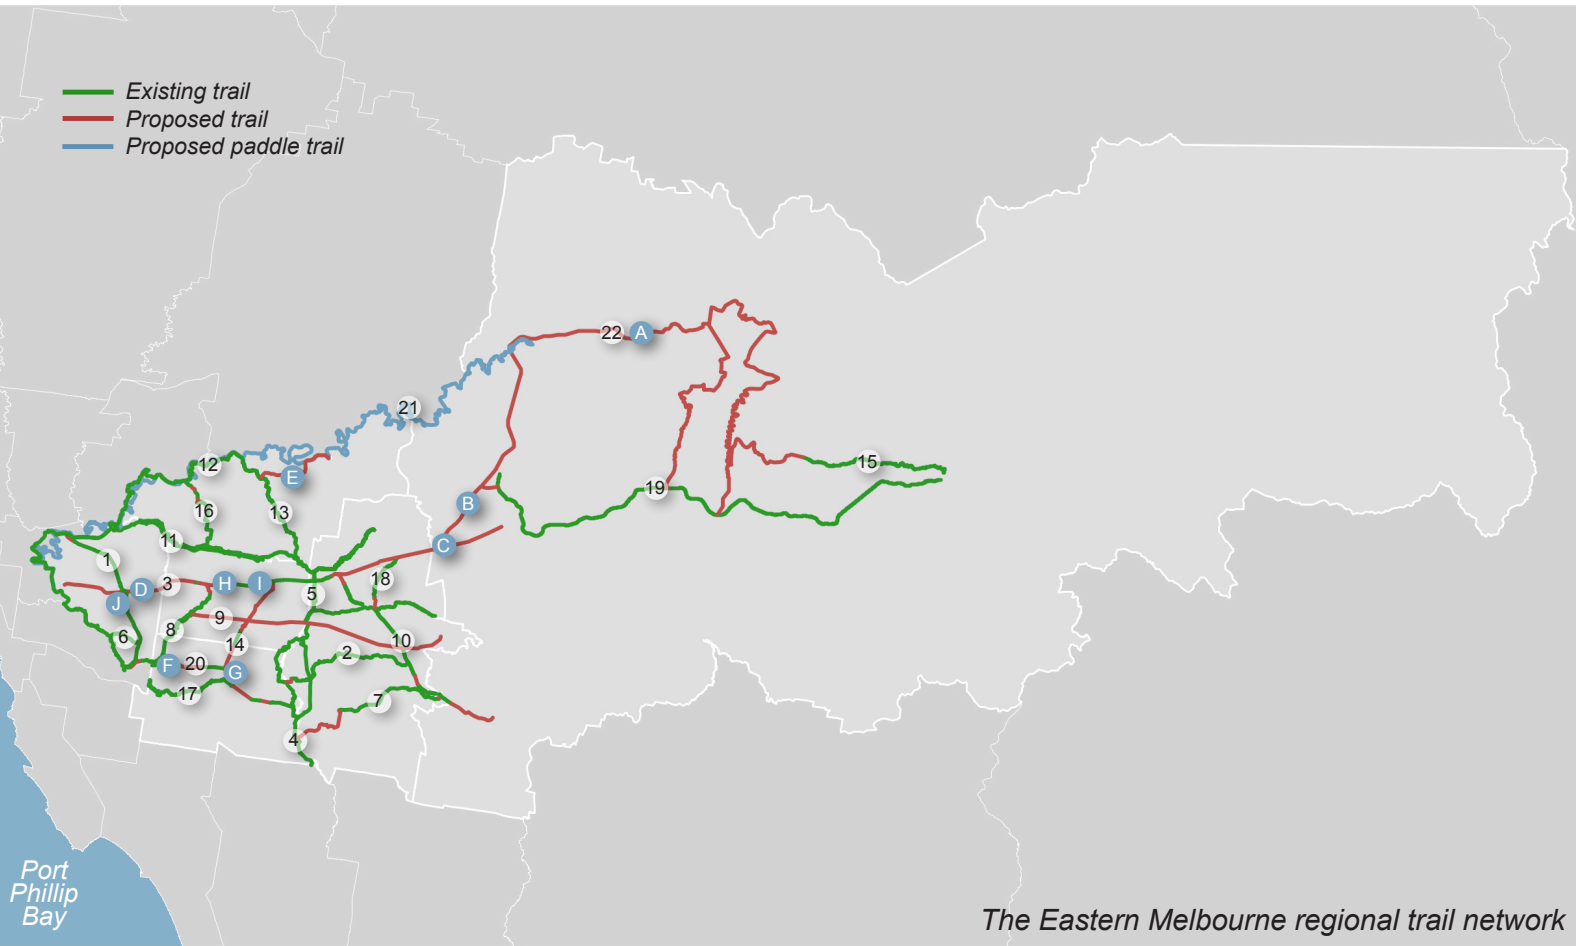 Existing trail
Proposed trail
Proposed paddle trail
22 A
21
12
E
15
19
B
16
13
11
C
1
D
3
H
I
18
J
5
9
6
8
14
10
2
F
20
G
17
7
4
Port
Phillip
Bay
The Eastern Melbourne regional trail network